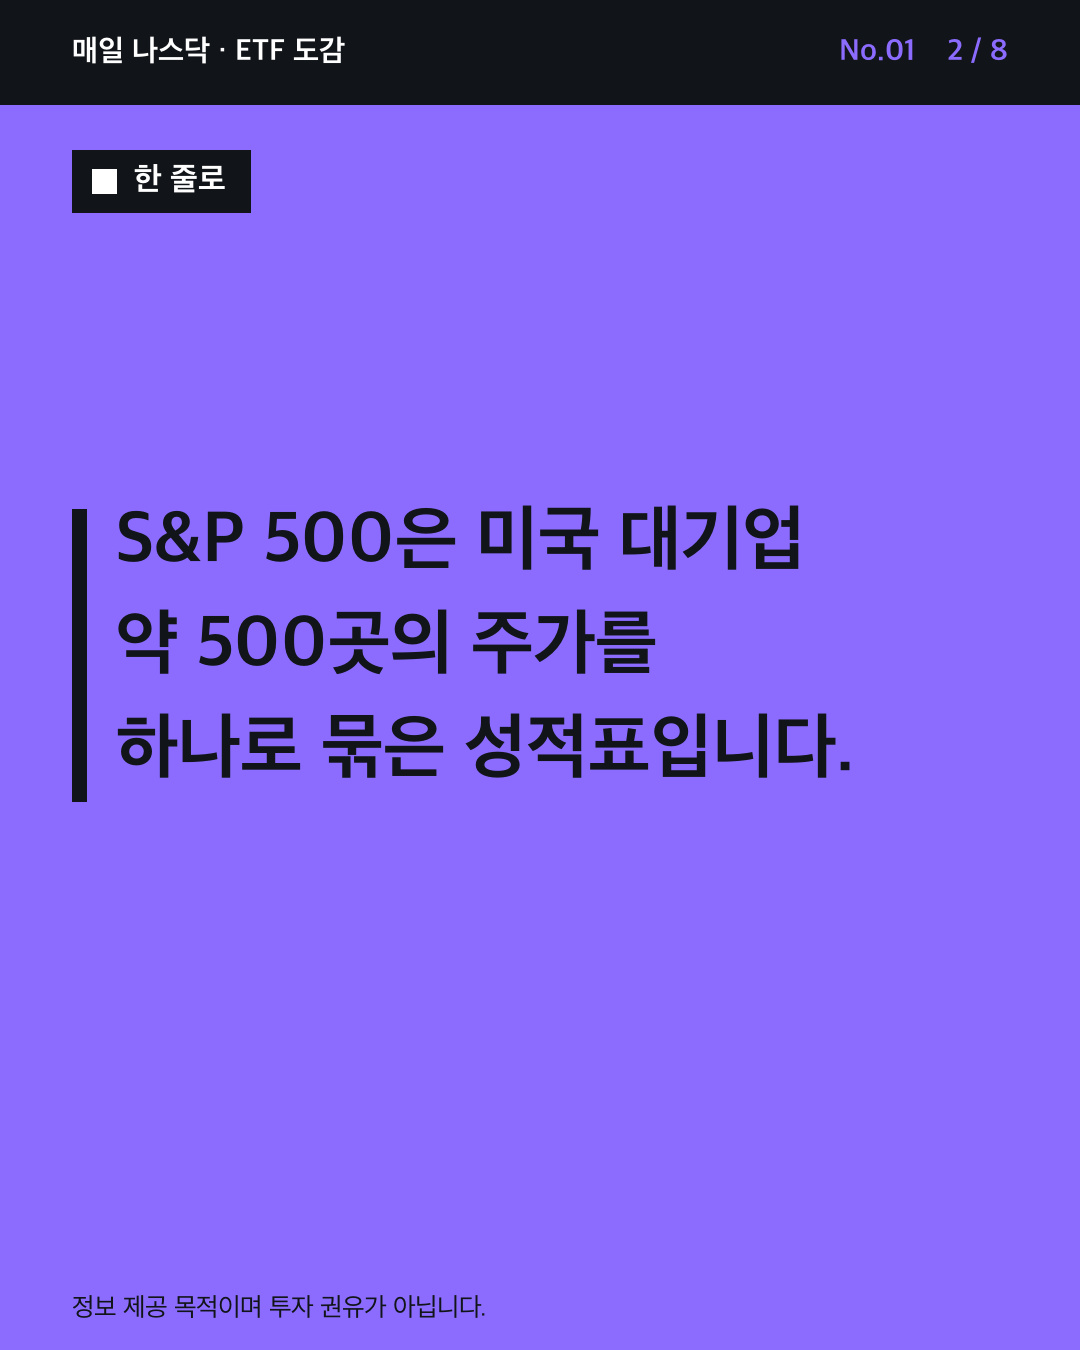 매일 나스닥 · ETF 도감
No.01 2 / 8
한 줄로
S&P 500은 미국 대기업
약 500곳의 주가를
하나로 묶은 성적표입니다.
정보 제공 목적이며 투자 권유가 아닙니다.